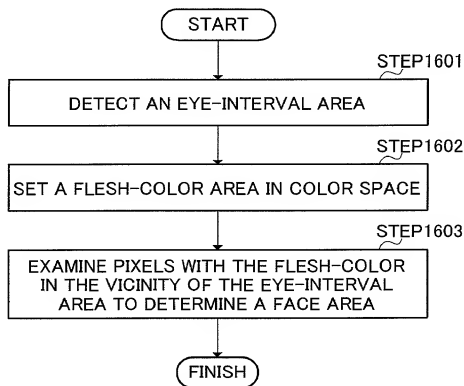 START
STEP1601
DETECT AN EYE-INTERVAL AREA
STEP1602
SET A FLESH-COLOR AREA IN COLOR SPACE
STEP1603
EXAMINE PIXELS WITH THE FLESH-COLOR
IN THE VICINITY OF THE EYE-INTERVAL
AREA TO DETERMINE A FACE AREA
FINISH